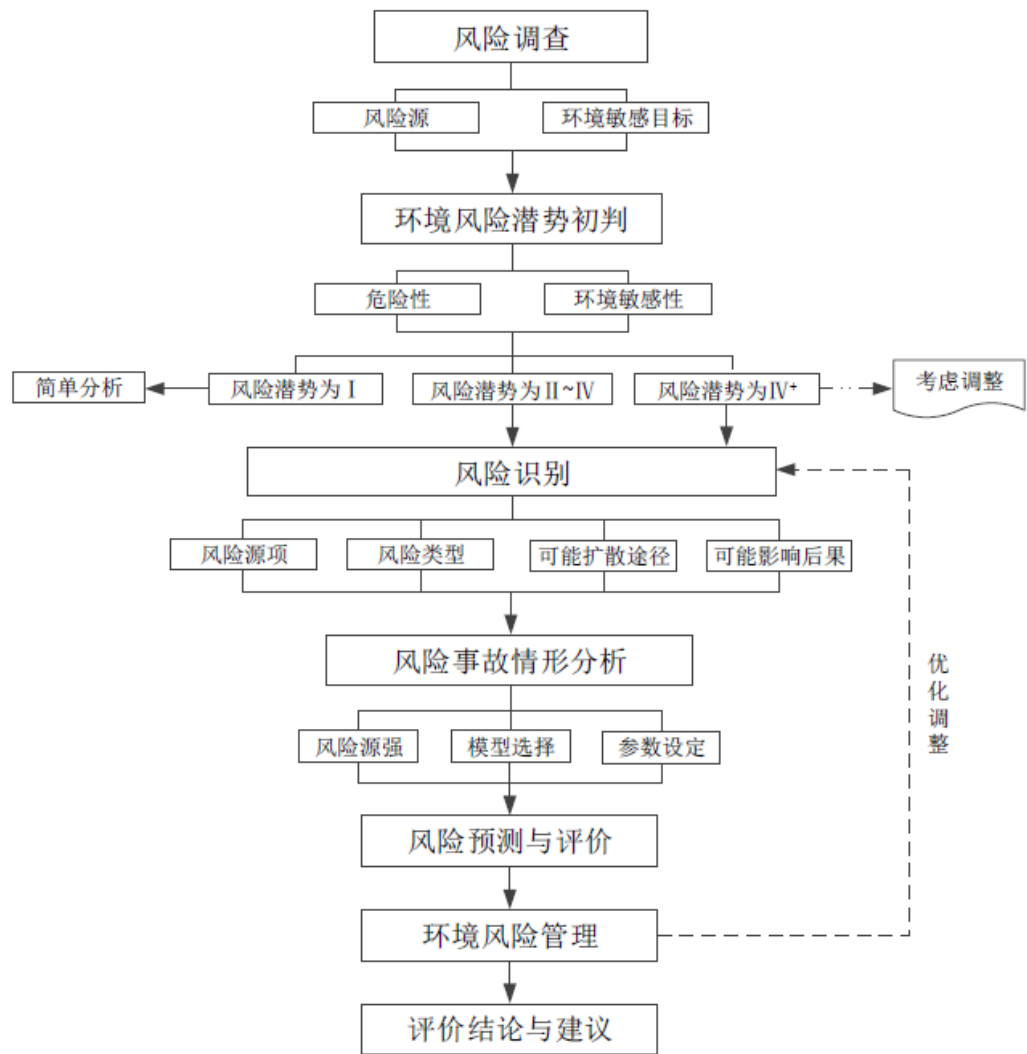 风险调查
风险源
环境敏感目标
环境风险潜势初判
危险性
环境敏感性
简单分析
风险潜势为Ⅰ
风险潜势为Ⅱ~Ⅳ
风险潜势为Ⅳ⁺
考虑调整
风险识别
风险源项
风险类型
可能扩散途径
可能影响后果
风险事故情形分析
优化调整
风险源强
模型选择
参数设定
风险预测与评价
环境风险管理
评价结论与建议